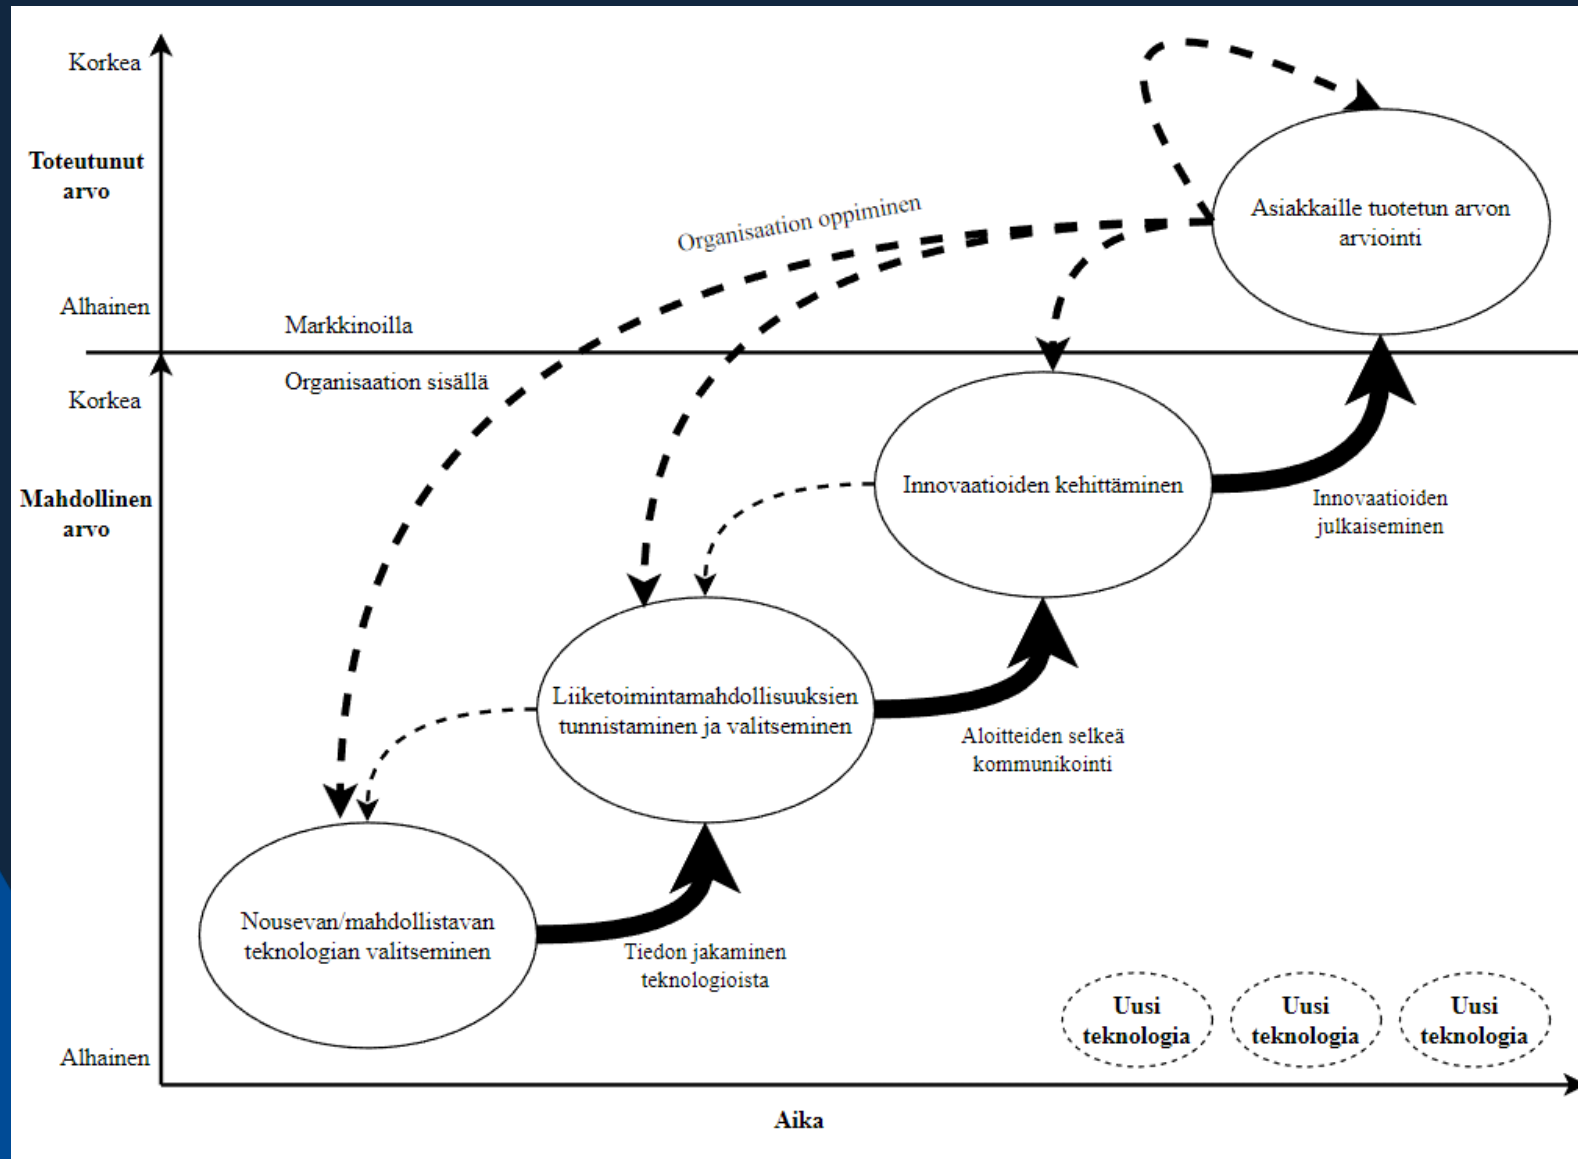 Korkea
Toteutunut
arvo
Alhainen
Organisaation oppiminen
Asiakkaille tuotetun arvon
arviointi
Markkinoilla
Organisaation sisällä
Korkea
Mahdollinen
arvo
Innovaatioiden kehittäminen
Innovaatioiden
julkaiseminen
Liiketoimintamahdollisuuksien
tunnistaminen ja valitseminen
Aloitteiden selkeä
kommunikointi
Nousevan/mahdollistavan
teknologian valitseminen
Tiedon jakaminen
teknologioista
Uusi
teknologia
Uusi
teknologia
Uusi
teknologia
Alhainen
Aika